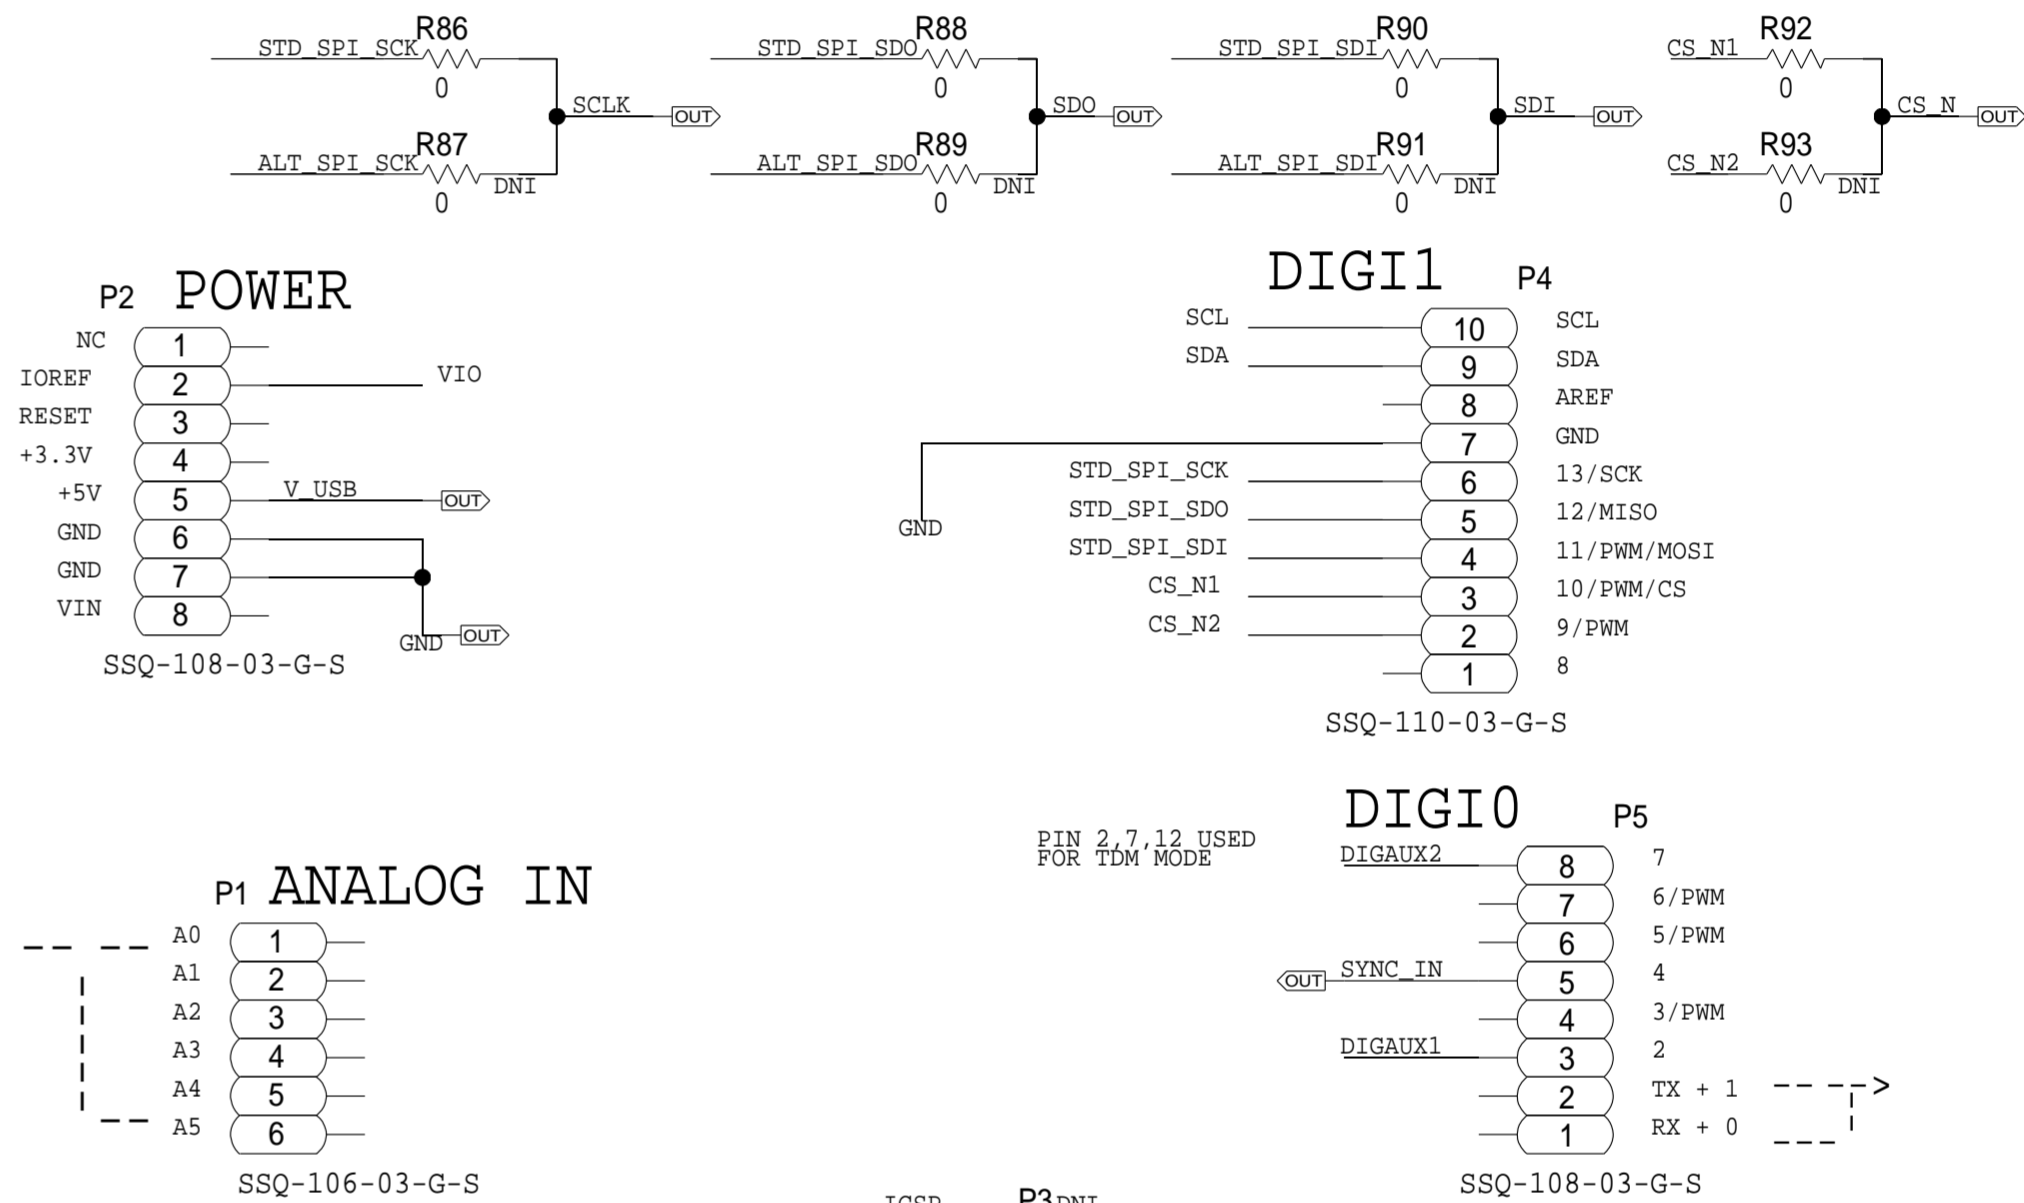 R86
STD_SPI_SCK
0
R87
ALT_SPI_SCK
DNI
0
SCLK
OUT
R88
STD_SPI_SDO
0
R89
ALT_SPI_SDO
DNI
0
SDO
OUT
R90
STD_SPI_SDI
0
R91
ALT_SPI_SDI
DNI
0
SDI
OUT
R92
CS_N1
0
R93
CS_N2
DNI
0
CS_N
OUT
P2 POWER
NC 1
IOREF 2 VIO
RESET 3
+3.3V 4
+5V 5 V_USB OUT
GND 6
GND 7
VIN 8
GND OUT
SSQ-108-03-G-S
DIGI1 P4
SCL 10 SCL
SDA 9 SDA
8 AREF
7 GND
GND
STD_SPI_SCK 6 13/SCK
STD_SPI_SDO 5 12/MISO
STD_SPI_SDI 4 11/PWM/MOSI
CS_N1 3 10/PWM/CS
CS_N2 2 9/PWM
1 8
SSQ-110-03-G-S
P1 ANALOG IN
A0 1
A1 2
A2 3
A3 4
A4 5
A5 6
SSQ-106-03-G-S
PIN 2,7,12 USED
FOR TDM MODE
DIGI0 P5
DIGAUX2 8 7
7 6/PWM
6 5/PWM
OUT SYNC_IN 5 4
4 3/PWM
DIGAUX1 3 2
2 TX + 1
1 RX + 0
SSQ-108-03-G-S
ICSP P3 DNI